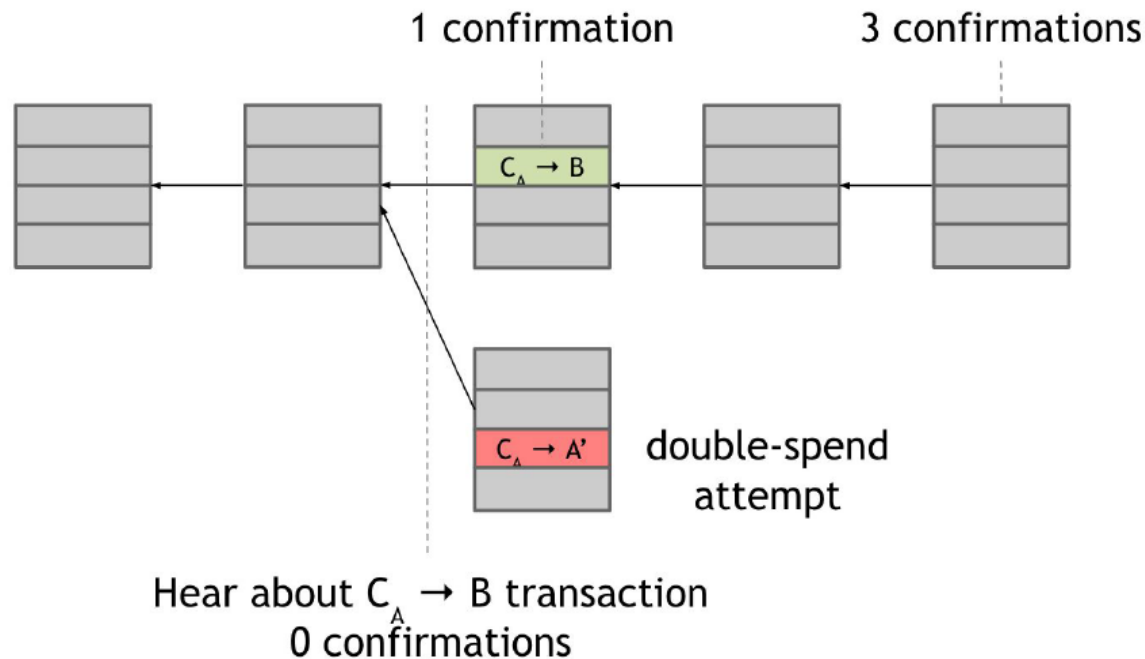 1 confirmation
3 confirmations
C_A → B
C_A → A’
double-spend
attempt
Hear about C_A → B transaction
0 confirmations